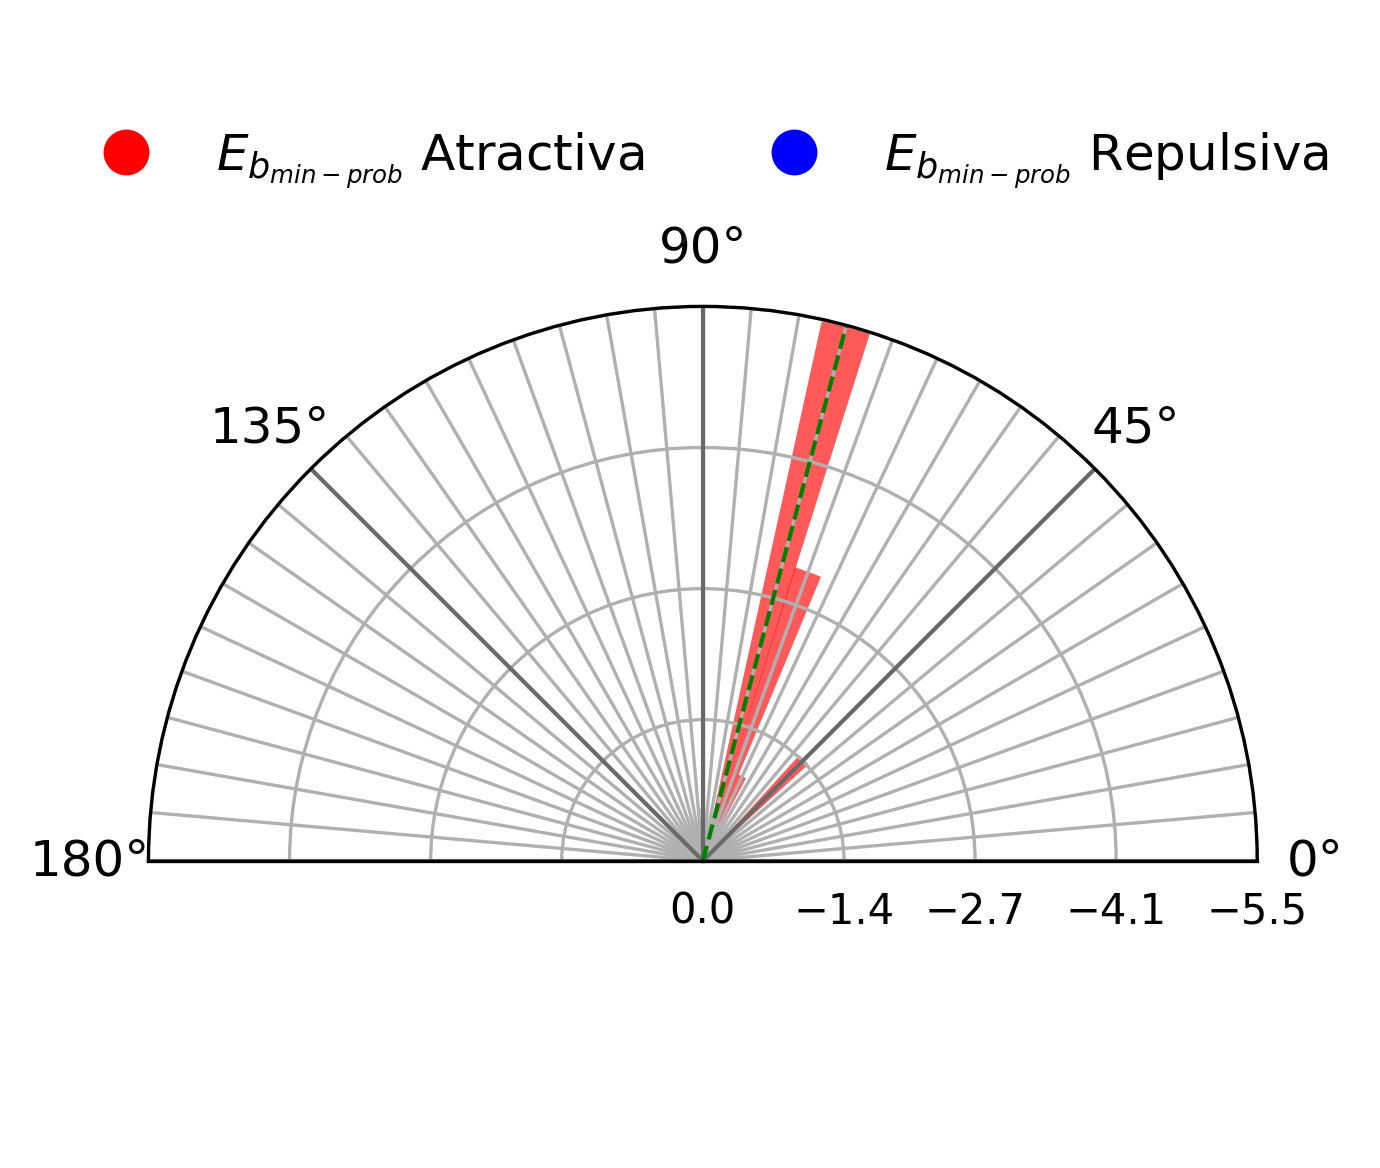 E_{b_{min-prob}} Atractiva E_{b_{min-prob}} Repulsiva
90°
135° 45°
180° 0°
0.0 −1.4 −2.7 −4.1 −5.5